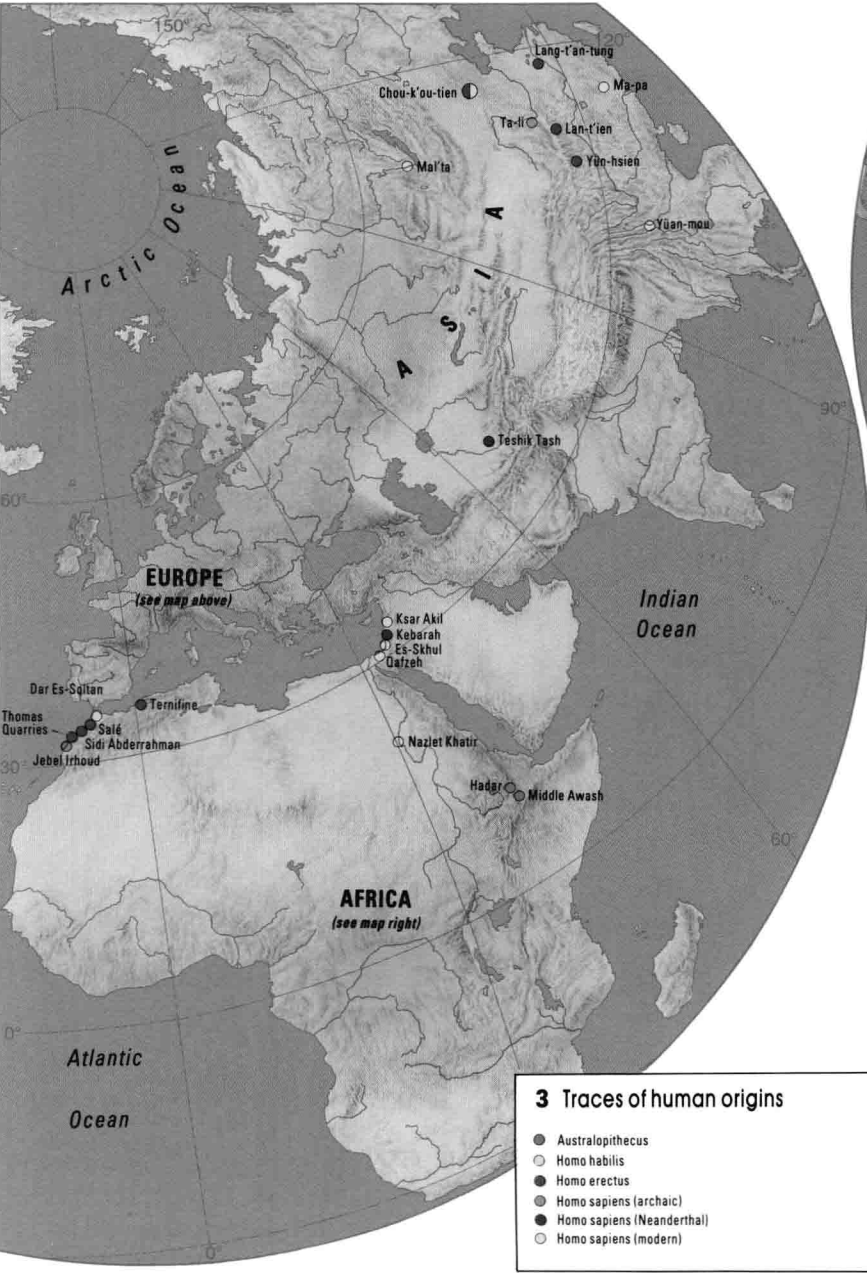 150°
120°
Lang-t'an-tung
Chou-k'ou-tien
Ma-pa
Ta-li
Lan-t'ien
Mal'ta
Yün-hsien
Yüan-mou
Arctic Ocean
ASIA
90°
Teshik Tash
60°
EUROPE
(see map above)
Indian
Ocean
Ksar Akil
Kebarah
Es-Skhul
Qafzeh
Dar Es-Soltan
Ternifine
Thomas
Quarries
Salé
Sidi Abderrahman
Jebel Irhoud
Nazlet Khatir
30°
Hadar
Middle Awash
60°
AFRICA
(see map right)
0°
Atlantic
Ocean
0°
3 Traces of human origins
Australopithecus
Homo habilis
Homo erectus
Homo sapiens (archaic)
Homo sapiens (Neanderthal)
Homo sapiens (modern)